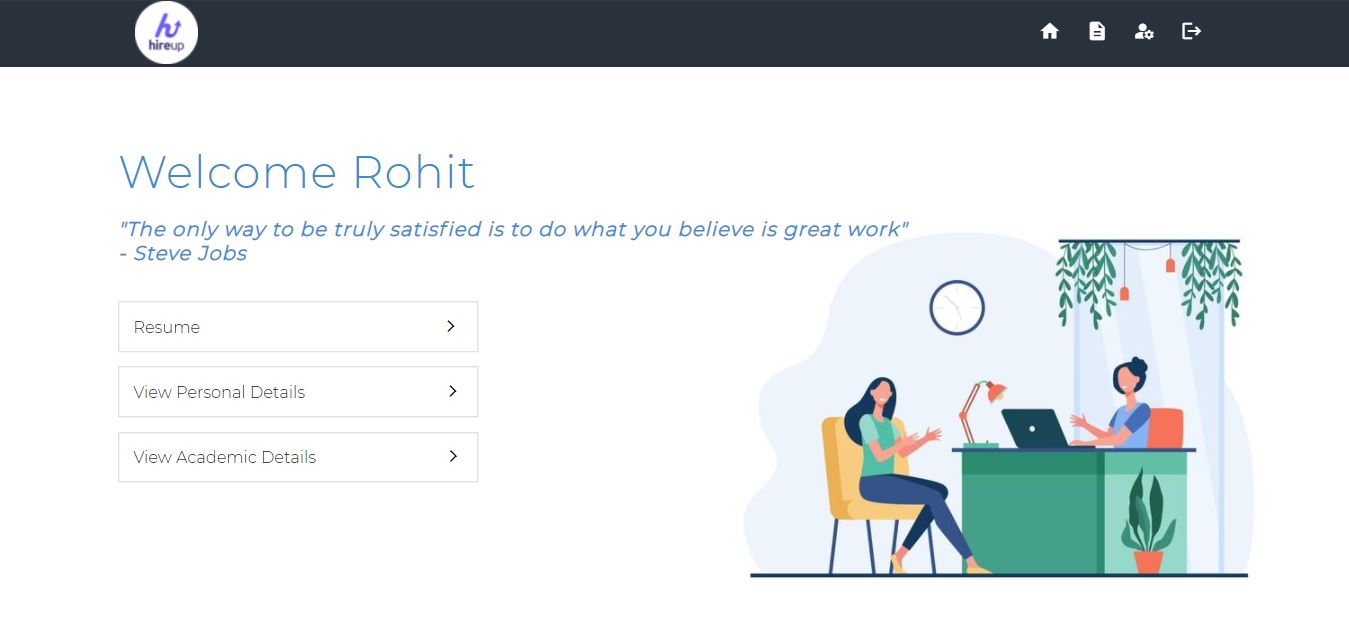 hireup
Welcome Rohit
"The only way to be truly satisfied is to do what you believe is great work"
- Steve Jobs
Resume
View Personal Details
View Academic Details